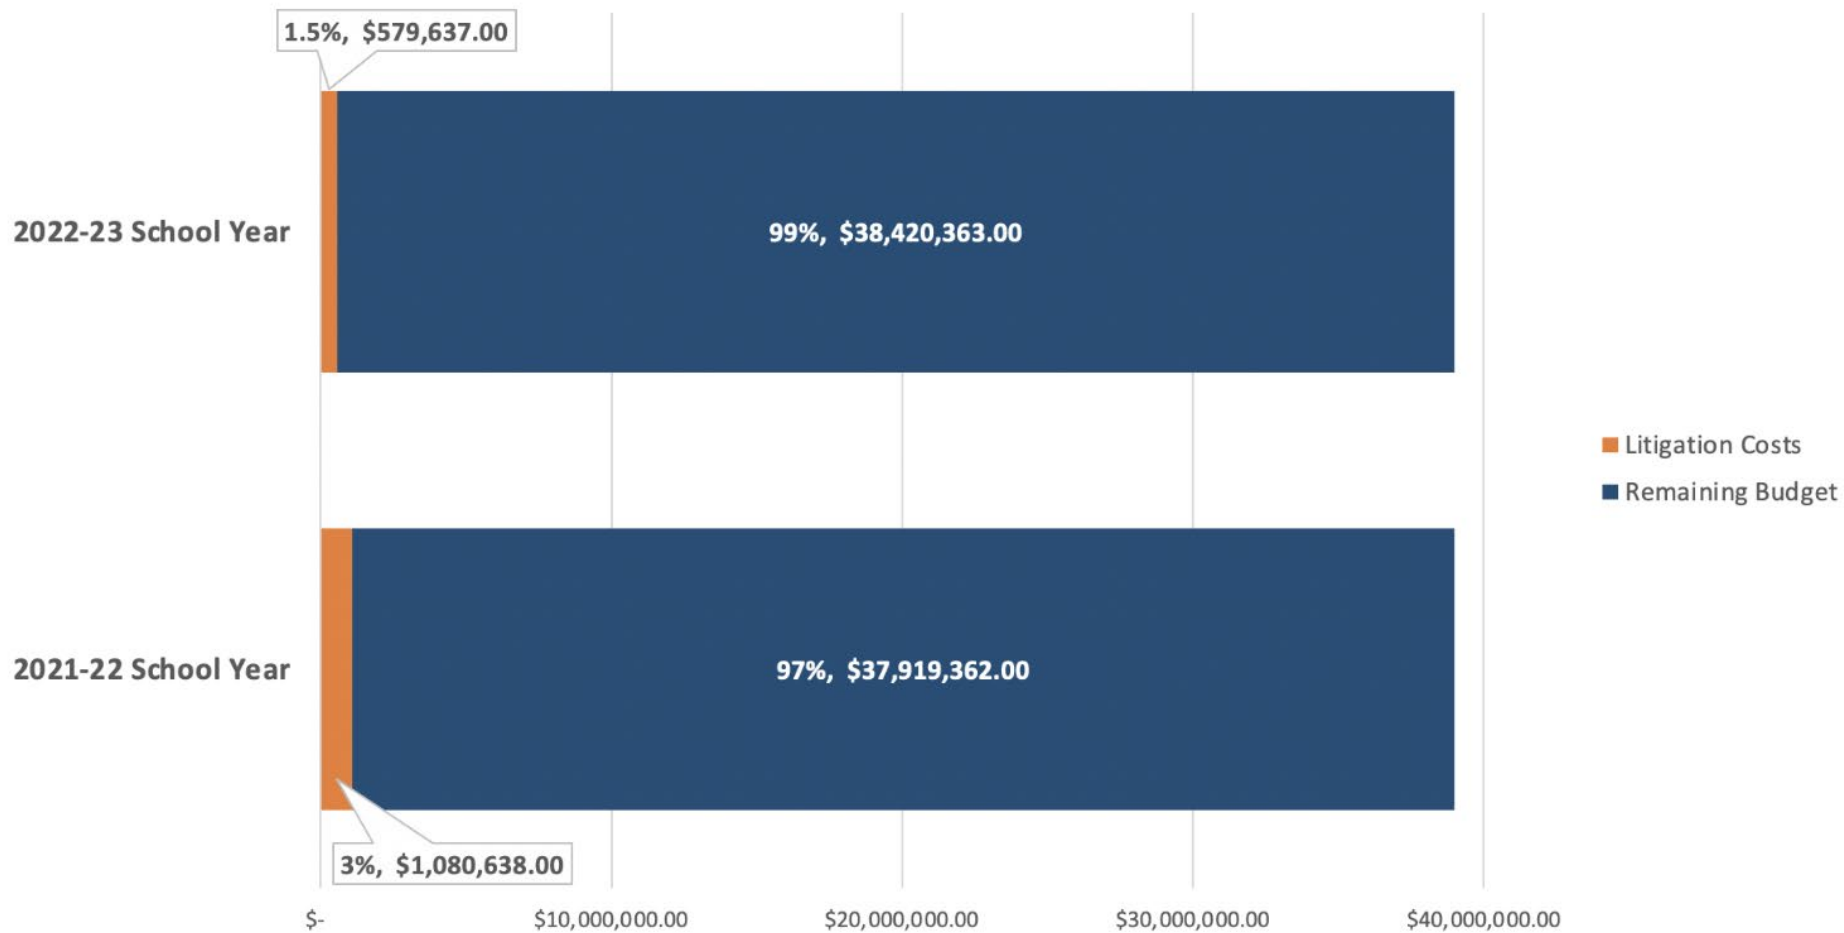 1.5%, $579,637.00
2022-23 School Year
99%, $38,420,363.00
Litigation Costs
Remaining Budget
2021-22 School Year
97%, $37,919,362.00
3%, $1,080,638.00
$-
$10,000,000.00
$20,000,000.00
$30,000,000.00
$40,000,000.00